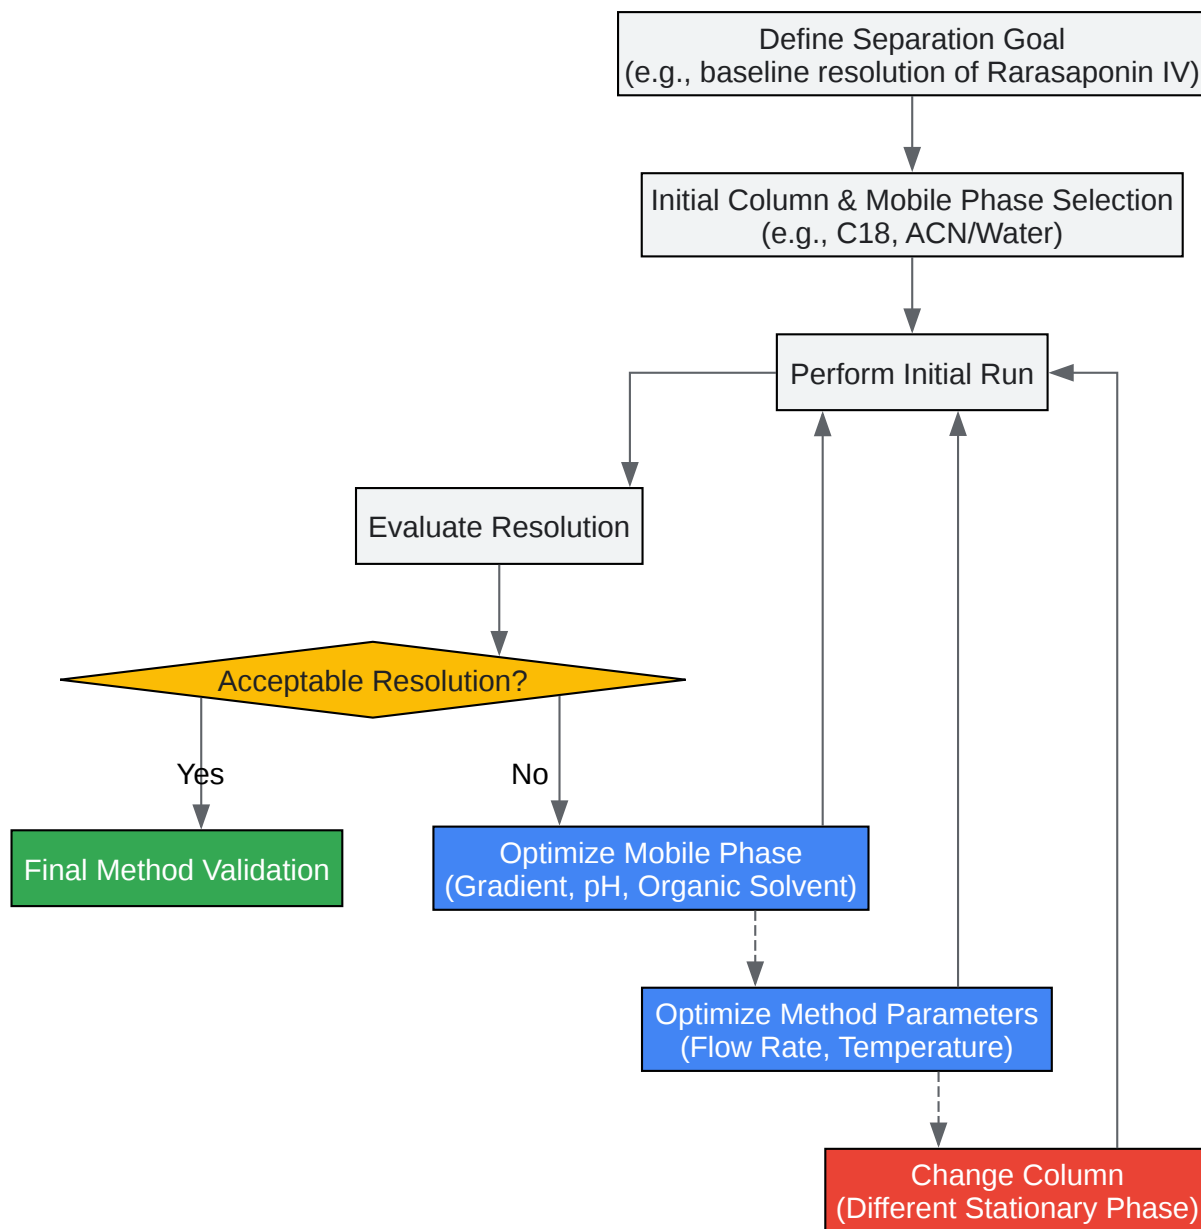 Define Separation Goal
(e.g., baseline resolution of Rarasaponin IV)
Initial Column & Mobile Phase Selection
(e.g., C18, ACN/Water)
Perform Initial Run
Evaluate Resolution
Acceptable Resolution?
Yes
No
Final Method Validation
Optimize Mobile Phase
(Gradient, pH, Organic Solvent)
Optimize Method Parameters
(Flow Rate, Temperature)
Change Column
(Different Stationary Phase)